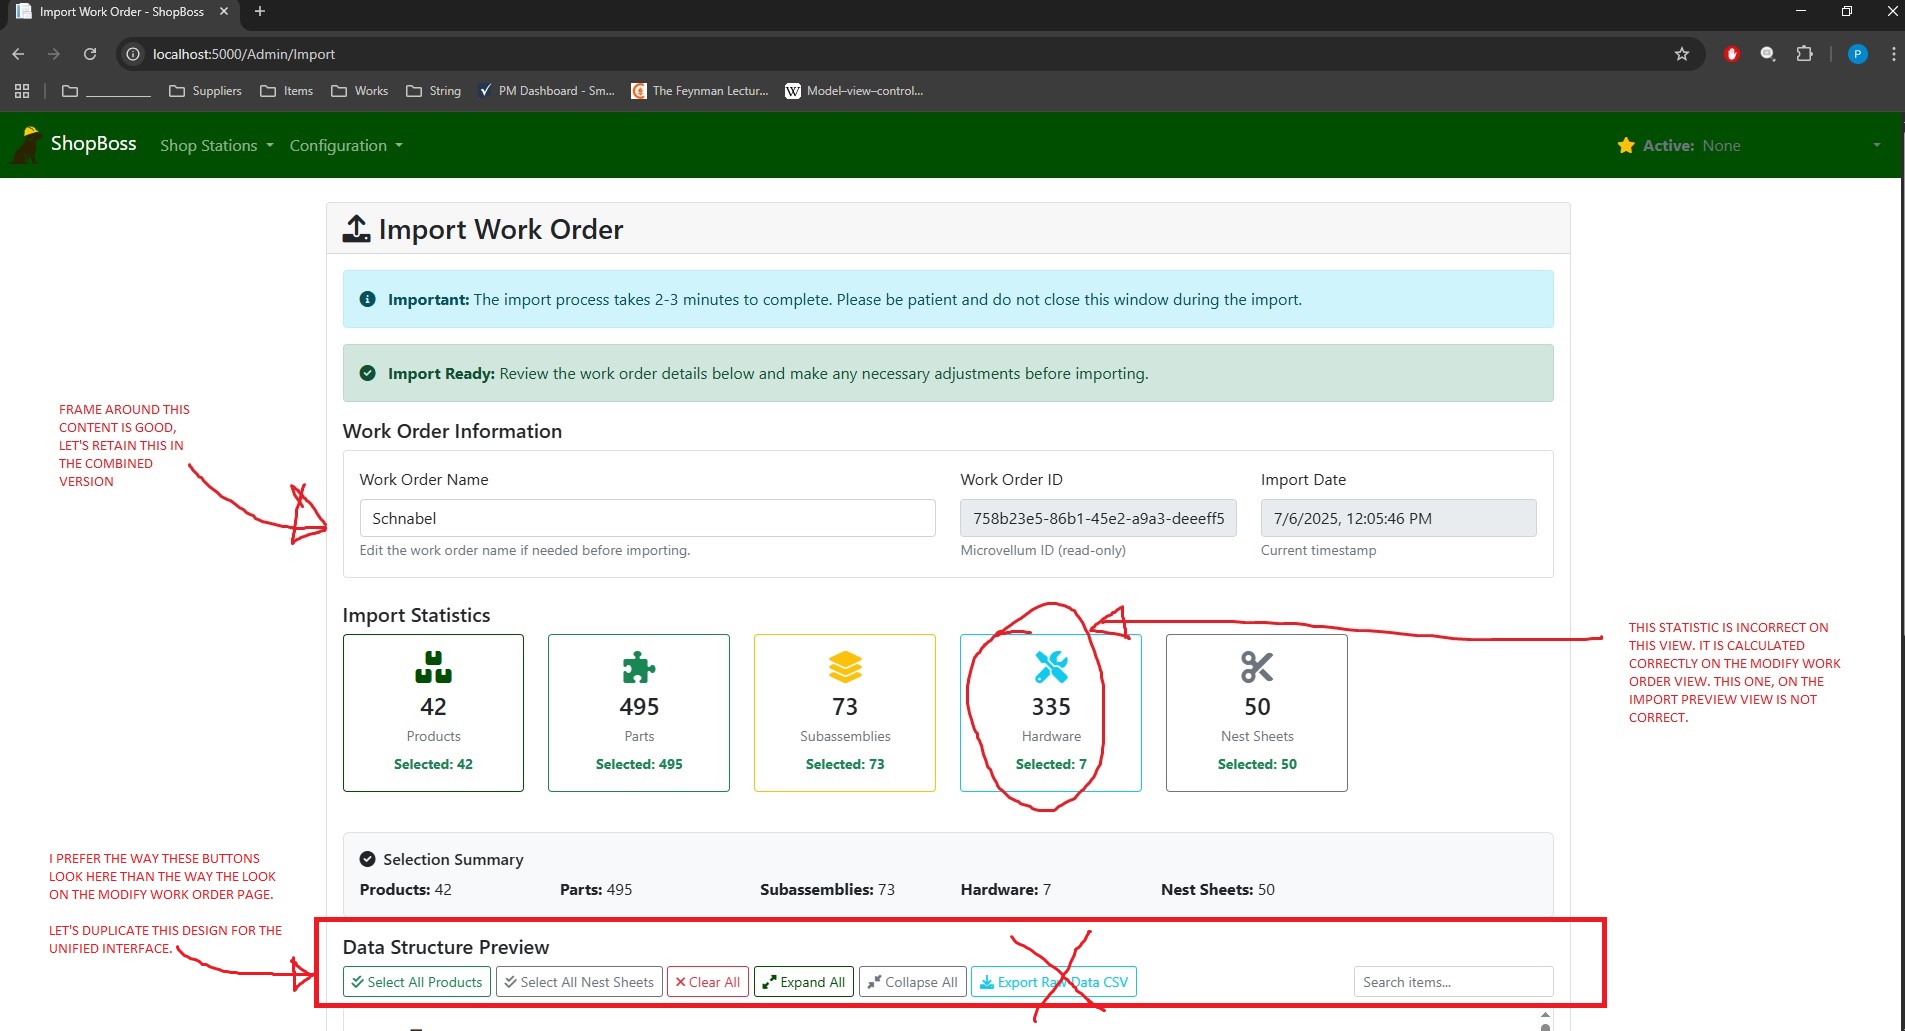 Import Work Order - ShopBoss
localhost:5000/Admin/Import
P
Suppliers
Items
Works
String
PM Dashboard - Sm...
The Feynman Lectur...
W Model–view–control...
ShopBoss
Shop Stations
Configuration
Active: None
Import Work Order
Important: The import process takes 2-3 minutes to complete. Please be patient and do not close this window during the import.
Import Ready: Review the work order details below and make any necessary adjustments before importing.
FRAME AROUND THIS
CONTENT IS GOOD,
LET'S RETAIN THIS IN
THE COMBINED
VERSION
Work Order Information
Work Order Name
Work Order ID
Import Date
Schnabel
758b23e5-86b1-45e2-a9a3-deeeff5
7/6/2025, 12:05:46 PM
Edit the work order name if needed before importing.
Microvellum ID (read-only)
Current timestamp
Import Statistics
42
Products
Selected: 42
495
Parts
Selected: 495
73
Subassemblies
Selected: 73
335
Hardware
Selected: 7
50
Nest Sheets
Selected: 50
THIS STATISTIC IS INCORRECT ON
THIS VIEW. IT IS CALCULATED
CORRECTLY ON THE MODIFY WORK
ORDER VIEW. THIS ONE, ON THE
IMPORT PREVIEW VIEW IS NOT
CORRECT.
Selection Summary
Products: 42
Parts: 495
Subassemblies: 73
Hardware: 7
Nest Sheets: 50
I PREFER THE WAY THESE BUTTONS
LOOK HERE THAN THE WAY THE LOOK
ON THE MODIFY WORK ORDER PAGE.
LET'S DUPLICATE THIS DESIGN FOR THE
UNIFIED INTERFACE.
Data Structure Preview
Select All Products
Select All Nest Sheets
Clear All
Expand All
Collapse All
Export Raw Data CSV
Search items...